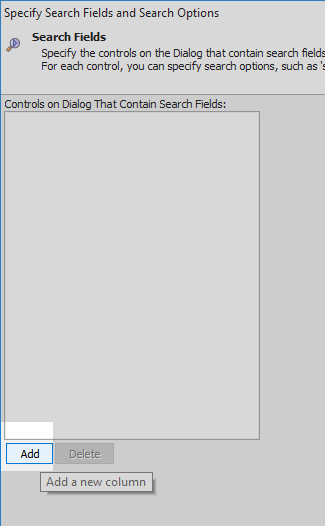 Specify Search Fields and Search Options
Search Fields
Specify the controls on the Dialog that contain search fields
For each control, you can specify search options, such as 's
Controls on Dialog That Contain Search Fields:
Add
Delete
Add a new column